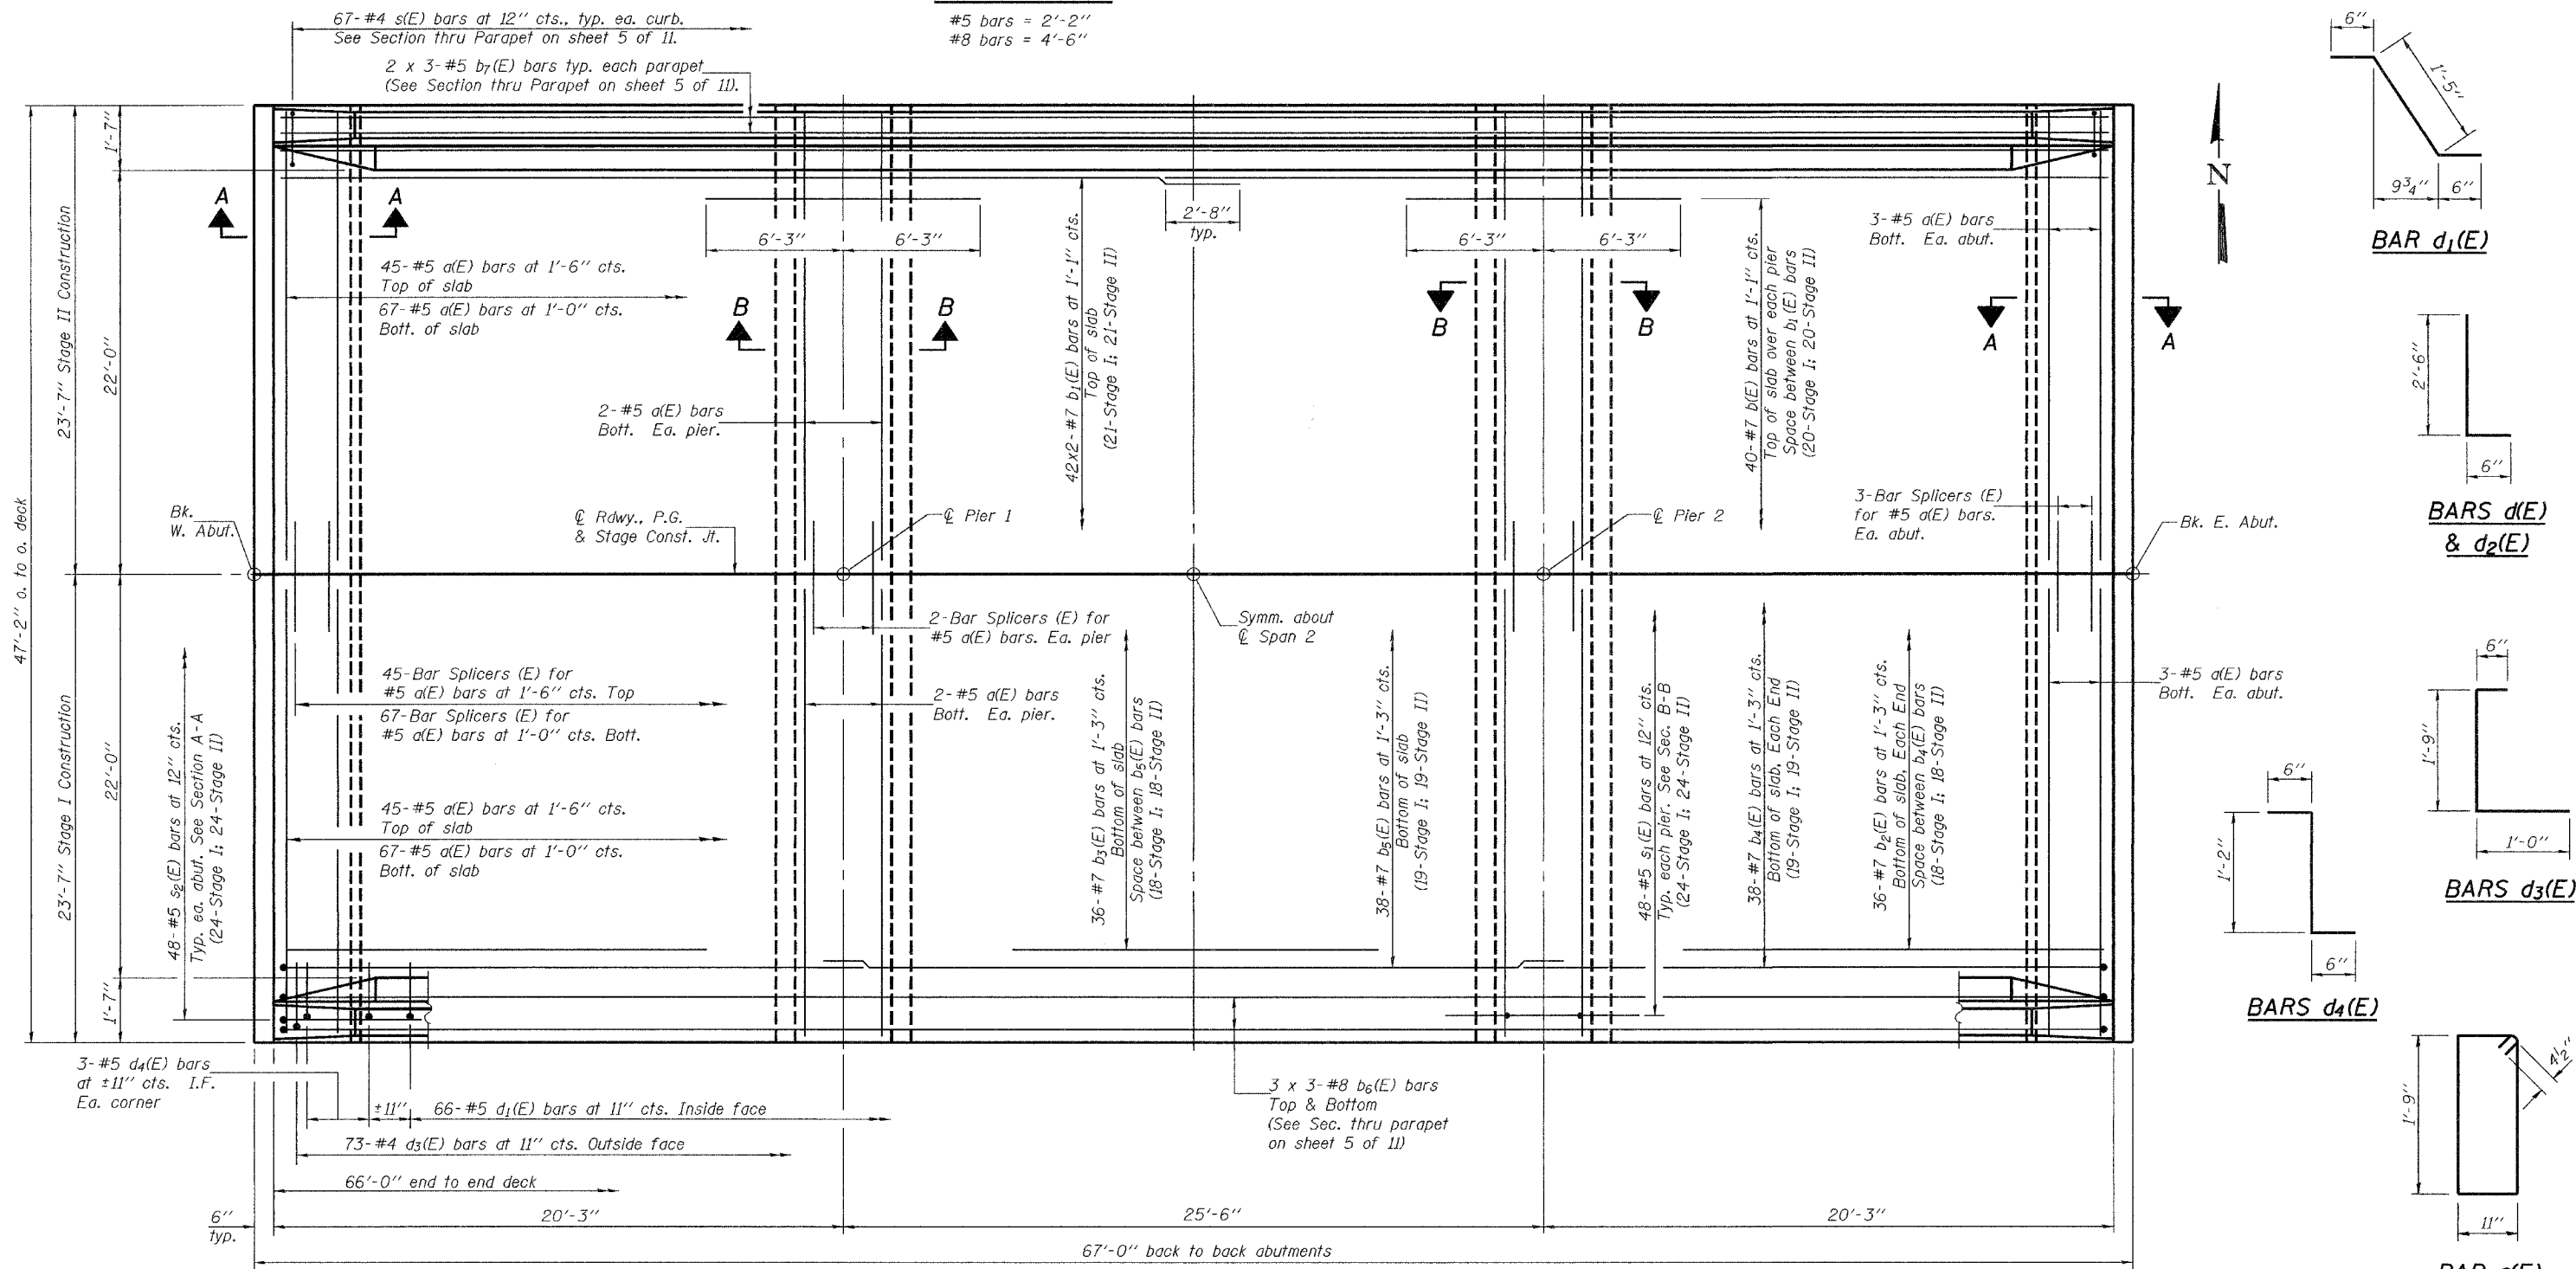 67-#4 s(E) bars at 12" cts., typ. ea. curb.
See Section thru Parapet on sheet 5 of 11.
#5 bars = 2'-2"
#8 bars = 4'-6"
2 x 3-#5 b7(E) bars typ. each parapet
(See Section thru Parapet on sheet 5 of 11).
47'-2" o. to o. deck
23'-7" Stage II Construction
23'-7" Stage I Construction
1'-7"
22'-0"
22'-0"
1'-7"
A
A
45-#5 a(E) bars at 1'-6" cts.
Top of slab
67-#5 a(E) bars at 1'-0" cts.
Bott. of slab
6'-3"
6'-3"
B
B
2-#5 a(E) bars
Bott. Ea. pier.
42x2-#7 b1(E) bars at 1'-1" cts.
Top of slab
(21-Stage I; 21-Stage II)
2'-8"
typ.
6'-3"
6'-3"
B
B
40-#7 b(E) bars at 1'-1" cts.
Top of slab over each pier
Space between b1(E) bars
(20-Stage I; 20-Stage II)
3-#5 a(E) bars
Bott. Ea. abut.
A
A
N
Bk.
W. Abut.
℄ Rdwy., P.G.
& Stage Const. Jt.
℄ Pier 1
℄ Pier 2
3-Bar Splicers (E)
for #5 a(E) bars.
Ea. abut.
Bk. E. Abut.
2-Bar Splicers (E) for
#5 a(E) bars. Ea. pier
Symm. about
℄ Span 2
48-#5 s2(E) bars at 12" cts.
Typ. ea. abut. See Section A-A
(24-Stage I; 24-Stage II)
45-Bar Splicers (E) for
#5 a(E) bars at 1'-6" cts. Top
67-Bar Splicers (E) for
#5 a(E) bars at 1'-0" cts. Bott.
2-#5 a(E) bars
Bott. Ea. pier.
45-#5 a(E) bars at 1'-6" cts.
Top of slab
67-#5 a(E) bars at 1'-0" cts.
Bott. of slab
36-#7 b3(E) bars at 1'-3" cts.
Bottom of slab
Space between b5(E) bars
(18-Stage I; 18-Stage II)
38-#7 b5(E) bars at 1'-3" cts.
Bottom of slab
(19-Stage I; 19-Stage II)
48-#5 s1(E) bars at 12" cts.
Typ. each pier. See Sec. B-B
(24-Stage I; 24-Stage II)
38-#7 b4(E) bars at 1'-3" cts.
Bottom of slab, Each End
(19-Stage I; 19-Stage II)
36-#7 b2(E) bars at 1'-3" cts.
Bottom of slab, Each End
Space between b4(E) bars
(18-Stage I; 18-Stage II)
3-#5 a(E) bars
Bott. Ea. abut.
3-#5 d4(E) bars
at ±11" cts. I.F.
Ea. corner
±11"
66-#5 d1(E) bars at 11" cts. Inside face
73-#4 d3(E) bars at 11" cts. Outside face
3 x 3-#8 b6(E) bars
Top & Bottom
(See Sec. thru parapet
on sheet 5 of 11)
66'-0" end to end deck
6"
typ.
20'-3"
25'-6"
20'-3"
67'-0" back to back abutments
6"
1'-5"
9¾"
6"
BAR d1(E)
2'-6"
6"
BARS d(E)
& d2(E)
6"
1'-9"
1'-0"
BARS d3(E)
6"
1'-2"
6"
BARS d4(E)
4½"
1'-9"
11"